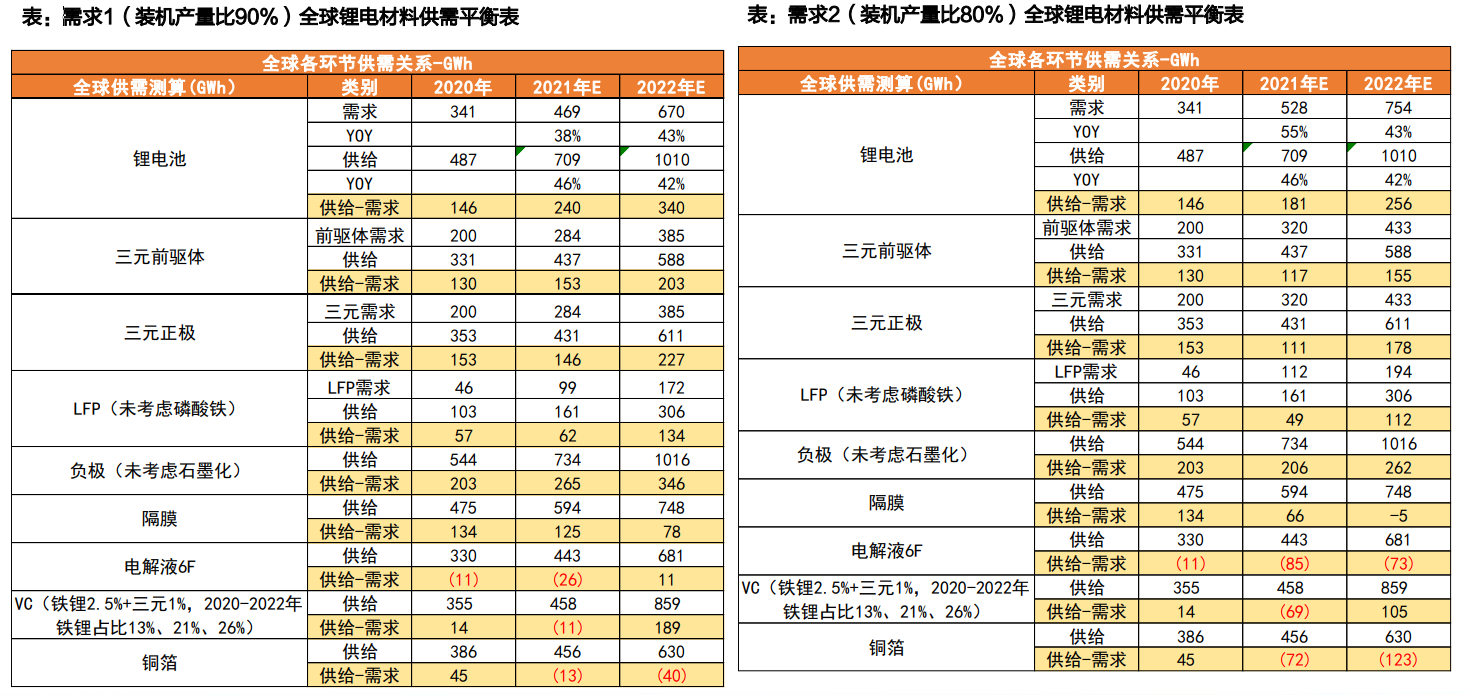 表：需求1（装机产量比90%）全球锂电材料供需平衡表
全球各环节供需关系-GWh
全球供需测算(GWh) 类别 2020年 2021年E 2022年E
锂电池 需求 341 469 670
YOY 38% 43%
供给 487 709 1010
YOY 46% 42%
供给-需求 146 240 340
三元前驱体 前驱体需求 200 284 385
供给 331 437 588
供给-需求 130 153 203
三元正极 三元需求 200 284 385
供给 353 431 611
供给-需求 153 146 227
LFP（未考虑磷酸铁） LFP需求 46 99 172
供给 103 161 306
供给-需求 57 62 134
负极（未考虑石墨化） 供给 544 734 1016
供给-需求 203 265 346
隔膜 供给 475 594 748
供给-需求 134 125 78
电解液6F 供给 330 443 681
供给-需求 (11) (26) 11
VC（铁锂2.5%+三元1%，2020-2022年 供给 355 458 859
铁锂占比13%、21%、26%） 供给-需求 14 (11) 189
铜箔 供给 386 456 630
供给-需求 45 (13) (40)
表：需求2（装机产量比80%）全球锂电材料供需平衡表
全球各环节供需关系-GWh
全球供需测算(GWh) 类别 2020年 2021年E 2022年E
锂电池 需求 341 528 754
YOY 55% 43%
供给 487 709 1010
YOY 46% 42%
供给-需求 146 181 256
三元前驱体 前驱体需求 200 320 433
供给 331 437 588
供给-需求 130 117 155
三元正极 三元需求 200 320 433
供给 353 431 611
供给-需求 153 111 178
LFP（未考虑磷酸铁） LFP需求 46 112 194
供给 103 161 306
供给-需求 57 49 112
负极（未考虑石墨化） 供给 544 734 1016
供给-需求 203 206 262
隔膜 供给 475 594 748
供给-需求 134 66 -5
电解液6F 供给 330 443 681
供给-需求 (11) (85) (73)
VC（铁锂2.5%+三元1%，2020-2022年 供给 355 458 859
铁锂占比13%、21%、26%） 供给-需求 14 (69) 105
铜箔 供给 386 456 630
供给-需求 45 (72) (123)